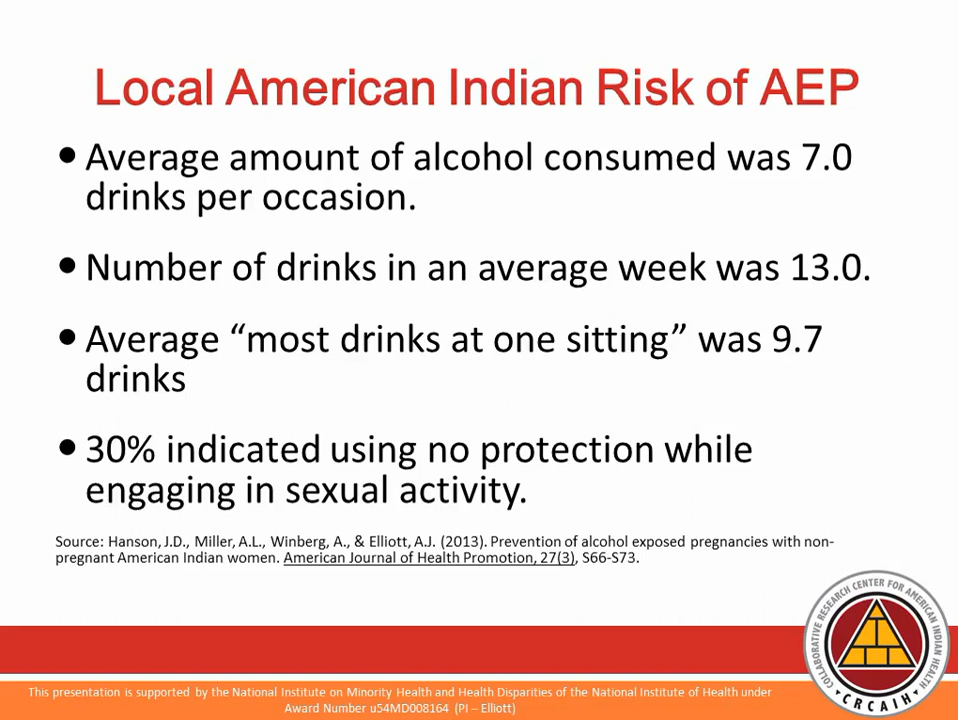 Local American Indian Risk of AEP
• Average amount of alcohol consumed was 7.0
drinks per occasion.
• Number of drinks in an average week was 13.0.
• Average “most drinks at one sitting” was 9.7
drinks
• 30% indicated using no protection while
engaging in sexual activity.
Source: Hanson, J.D., Miller, A.L., Winberg, A., & Elliott, A.J. (2013). Prevention of alcohol exposed pregnancies with non-
pregnant American Indian women. American Journal of Health Promotion, 27(3), S66-S73.
COLLABORATIVE RESEARCH CENTER FOR AMERICAN INDIAN HEALTH
CRCAIH
This presentation is supported by the National Institute on Minority Health and Health Disparities of the National Institute of Health under
Award Number u54MD008164 (PI – Elliott)